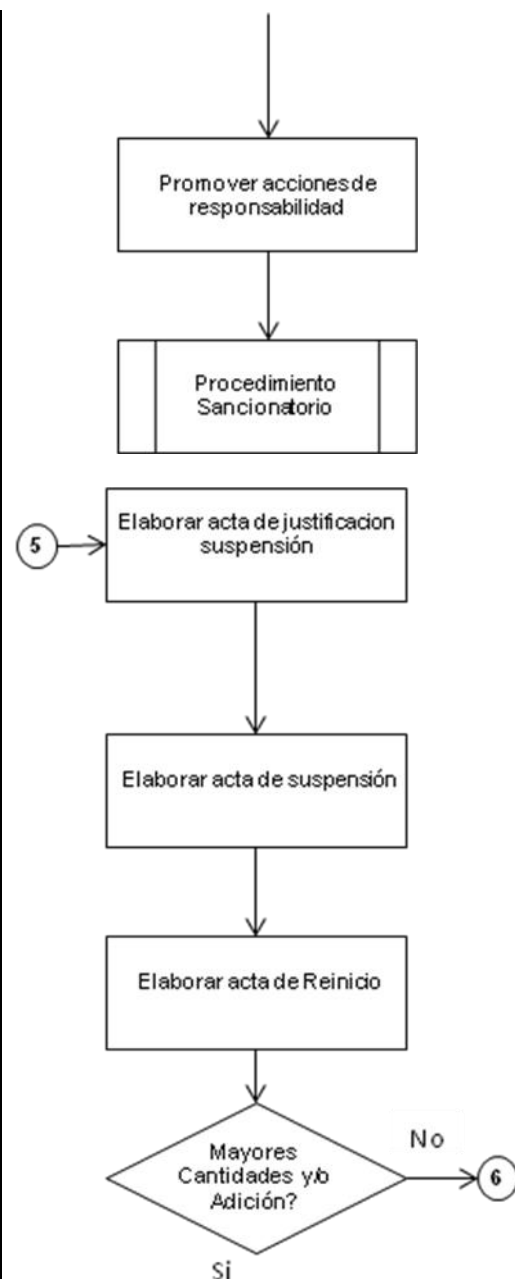 Promover acciones de
responsabilidad
Procedimiento
Sancionatorio
5
Elaborar acta de justificacion
suspensión
Elaborar acta de suspensión
Elaborar acta de Reinicio
Mayores
Cantidades y/o
Adición?
No
6
Si